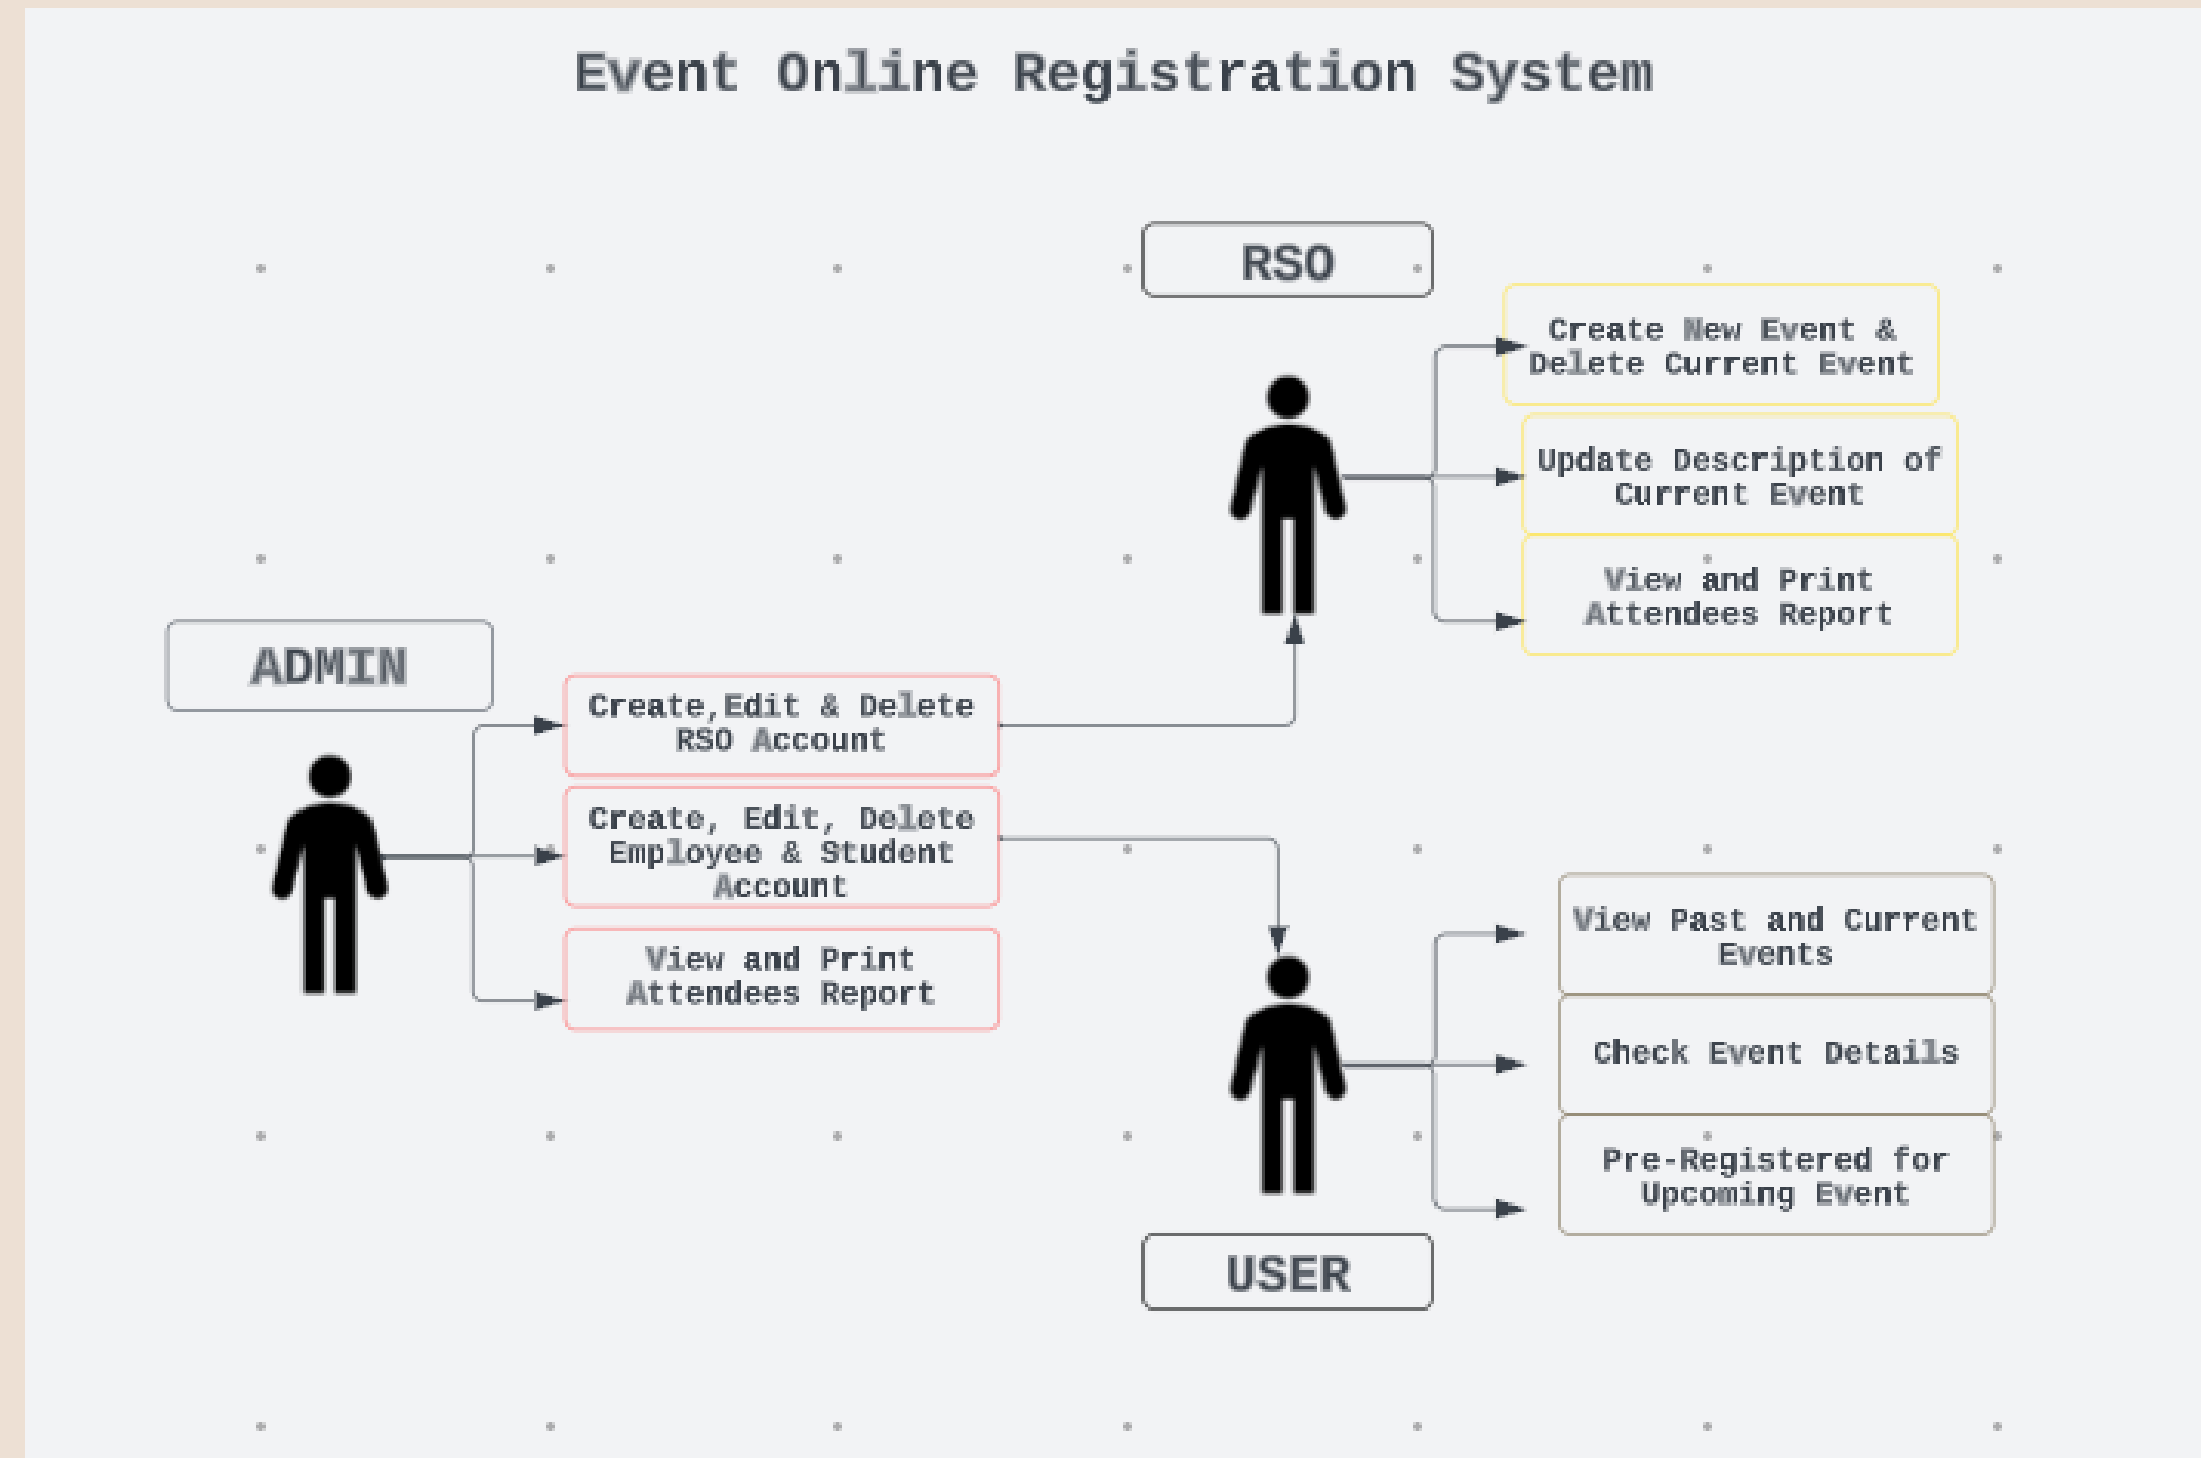 Event Online Registration System
RSO
Create New Event &
Delete Current Event
Update Description of
Current Event
View and Print
Attendees Report
ADMIN
Create,Edit & Delete
RSO Account
Create, Edit, Delete
Employee & Student
Account
View and Print
Attendees Report
View Past and Current
Events
Check Event Details
Pre-Registered for
Upcoming Event
USER